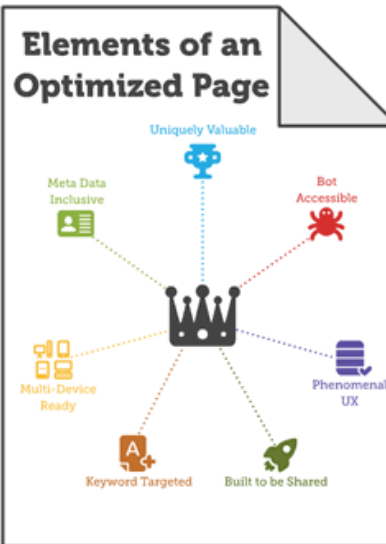 Elements of an
Optimized Page
Uniquely Valuable
Meta Data
Inclusive
Bot
Accessible
Multi-Device
Ready
Phenomenal
UX
A
Keyword Targeted
Built to be Shared